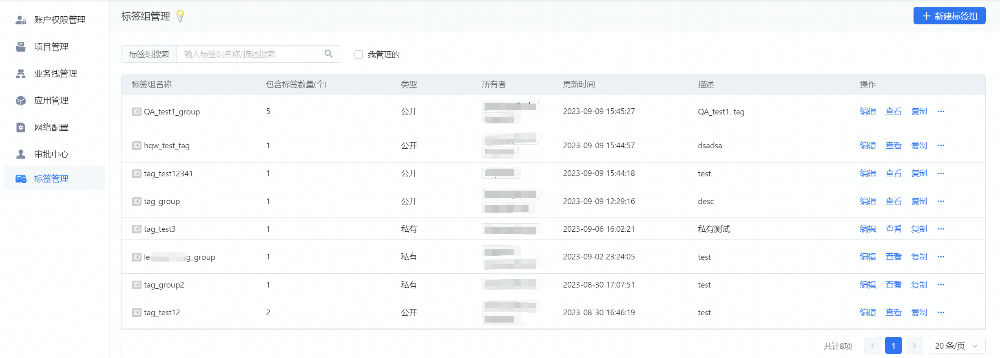 账户权限管理
项目管理
业务线管理
应用管理
网络配置
审批中心
标签管理
标签组管理
新建标签组
标签组搜索 输入标签组名称/描述搜索 我管理的
标签组名称 包含标签数量(个) 类型 所有者 更新时间 描述 操作
ID QA_test1_group 5 公开 2023-09-09 15:45:27 QA_test1. tag 编辑 查看 复制 ···
ID hqw_test_tag 1 公开 2023-09-09 15:44:57 dsadsa 编辑 查看 复制 ···
ID tag_test12341 1 公开 2023-09-09 15:44:18 test 编辑 查看 复制 ···
ID tag_group 1 公开 2023-09-09 12:29:16 desc 编辑 查看 复制 ···
ID tag_test3 1 私有 2023-09-06 16:02:21 私有测试 编辑 查看 复制 ···
ID le g_group 1 私有 2023-09-02 23:24:05 test 编辑 查看 复制 ···
ID tag_group2 1 私有 2023-08-30 17:07:51 test 编辑 查看 复制 ···
ID tag_test12 2 公开 2023-08-30 16:46:19 test 编辑 查看 复制 ···
共计8项 < 1 > 20 条/页